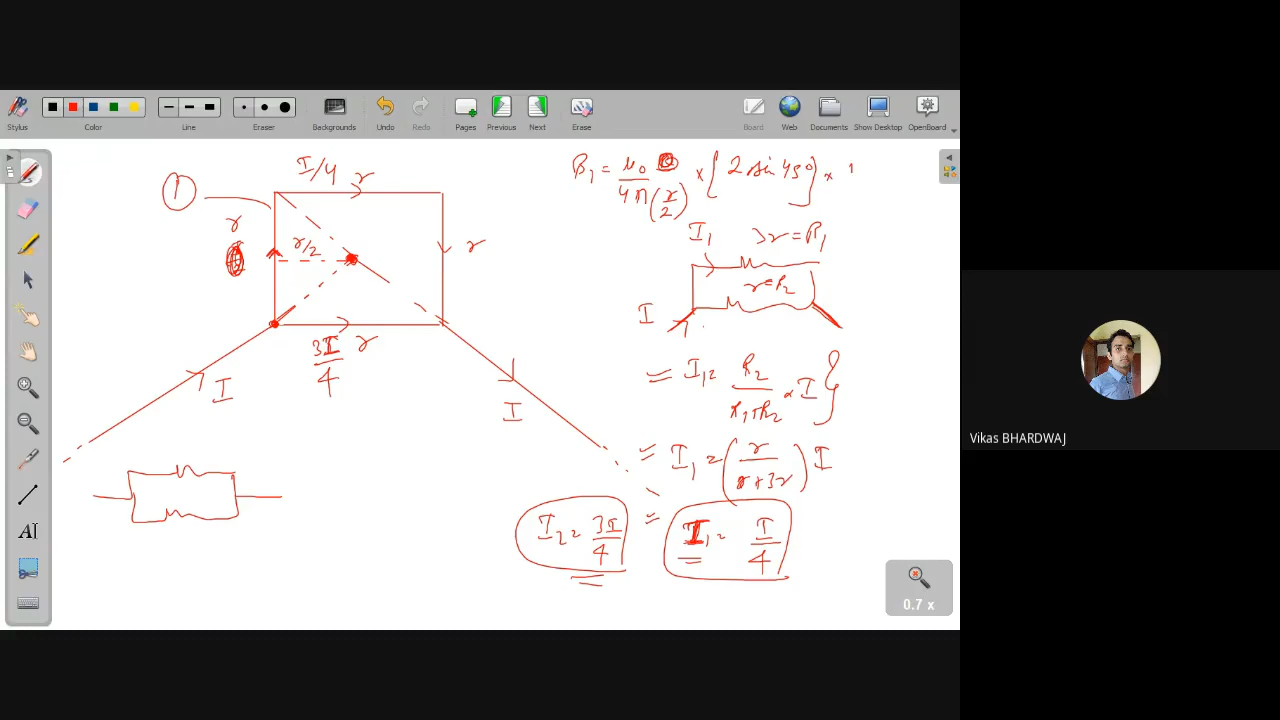 Stylus
Color
Line
Eraser
Backgrounds
Undo
Redo
Pages
Previous
Next
Erase
Board
Web
Documents
Show Desktop
OpenBoard
I/4 r
1
r
r/2
r
3I/4 r
I
I
B₁ = μ₀/4π(r/2) × [2 sin 45°] ×
I₁ 3r = R₁
r = R₂
I
= I₁ = R₂/R₁+R₂ × I}
= I₁ = (r/r+3r) I
I₂ = 3I/4
= I₁ = I/4
A
0.7 x
Vikas BHARDWAJ